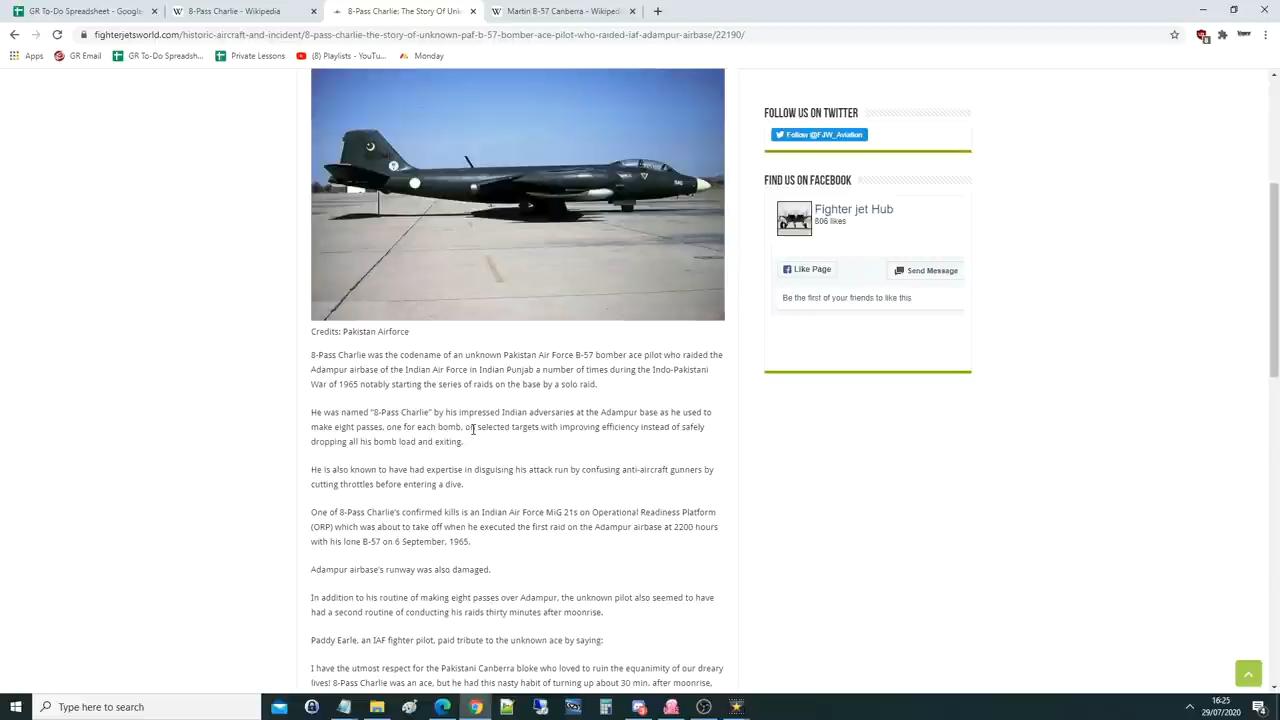 GR To-Do Spreadsheet - Google
8-Pass Charlie - Wikipedia
8-Pass Charlie; The Story Of Unk
Martin B-57 Canberra - Wikipedia
fighterjetsworld.com/historic-aircraft-and-incident/8-pass-charlie-the-story-of-unknown-paf-b-57-bomber-ace-pilot-who-raided-iaf-adampur-airbase/22190/
Apps
GR Email
GR To-Do Spreadsh...
Private Lessons
(8) Playlists - YouTu...
Monday
FOLLOW US ON TWITTER
Follow @FJW_Aviation
FIND US ON FACEBOOK
Fighter jet Hub
806 likes
Like Page
Send Message
Be the first of your friends to like this
Credits: Pakistan Airforce
8-Pass Charlie was the codename of an unknown Pakistan Air Force B-57 bomber ace pilot who raided the
Adampur airbase of the Indian Air Force in Indian Punjab a number of times during the Indo-Pakistani
War of 1965 notably starting the series of raids on the base by a solo raid.
He was named "8-Pass Charlie" by his impressed Indian adversaries at the Adampur base as he used to
make eight passes, one for each bomb, on selected targets with improving efficiency instead of safely
dropping all his bomb load and exiting.
He is also known to have had expertise in disguising his attack run by confusing anti-aircraft gunners by
cutting throttles before entering a dive.
One of 8-Pass Charlie's confirmed kills is an Indian Air Force MiG 21s on Operational Readiness Platform
(ORP) which was about to take off when he executed the first raid on the Adampur airbase at 2200 hours
with his lone B-57 on 6 September, 1965.
Adampur airbase's runway was also damaged.
In addition to his routine of making eight passes over Adampur, the unknown pilot also seemed to have
had a second routine of conducting his raids thirty minutes after moonrise.
Paddy Earle, an IAF fighter pilot, paid tribute to the unknown ace by saying:
I have the utmost respect for the Pakistani Canberra bloke who loved to ruin the equanimity of our dreary
lives! 8-Pass Charlie was an ace, but he had this nasty habit of turning up about 30 min. after moonrise,
Type here to search
16:25
29/07/2020